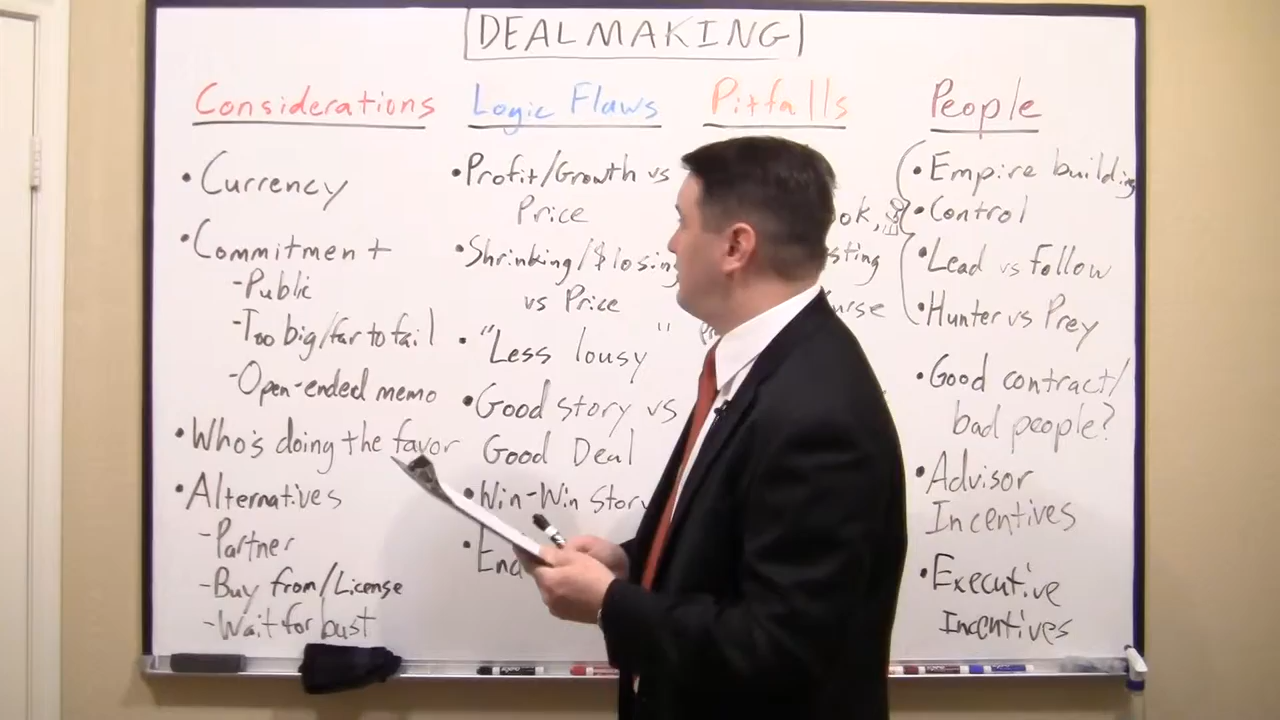 DEALMAKING
Considerations
• Currency
• Commitment
- Public
- Too big/far to fail
- Open-ended memo
• Who's doing the favor
• Alternatives
- Partner
- Buy from/License
- Wait for bust
Logic Flaws
• Profit/Growth vs
Price
• Shrinking/$losing
vs Price
• "Less lousy"
• Good story vs
Good Deal
• Win-Win Story
•
Pitfalls
People
• Empire building
• Control
• Lead vs Follow
• Hunter vs Prey
• Good contract/
bad people?
• Advisor
Incentives
• Executive
Incentives